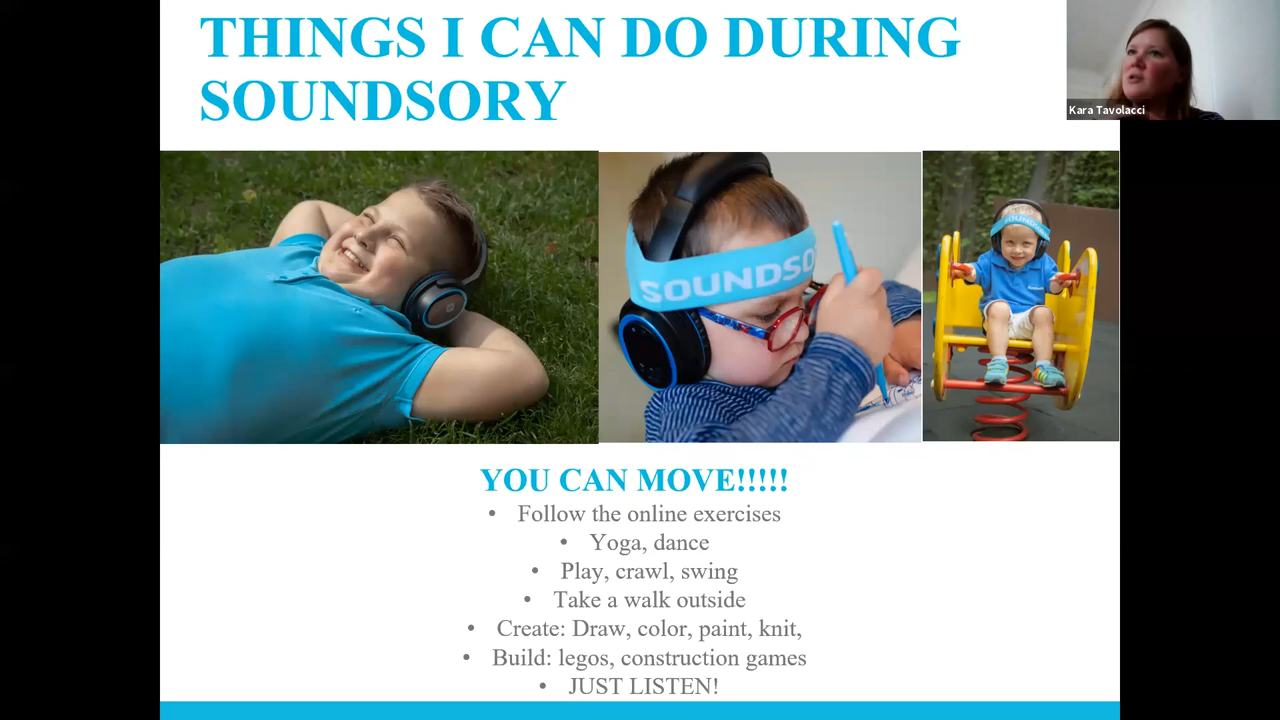 THINGS I CAN DO DURING
SOUNDSORY
Kara Tavolacci
SOUNDSO
YOU CAN MOVE!!!!!
• Follow the online exercises
• Yoga, dance
• Play, crawl, swing
• Take a walk outside
• Create: Draw, color, paint, knit,
• Build: legos, construction games
• JUST LISTEN!